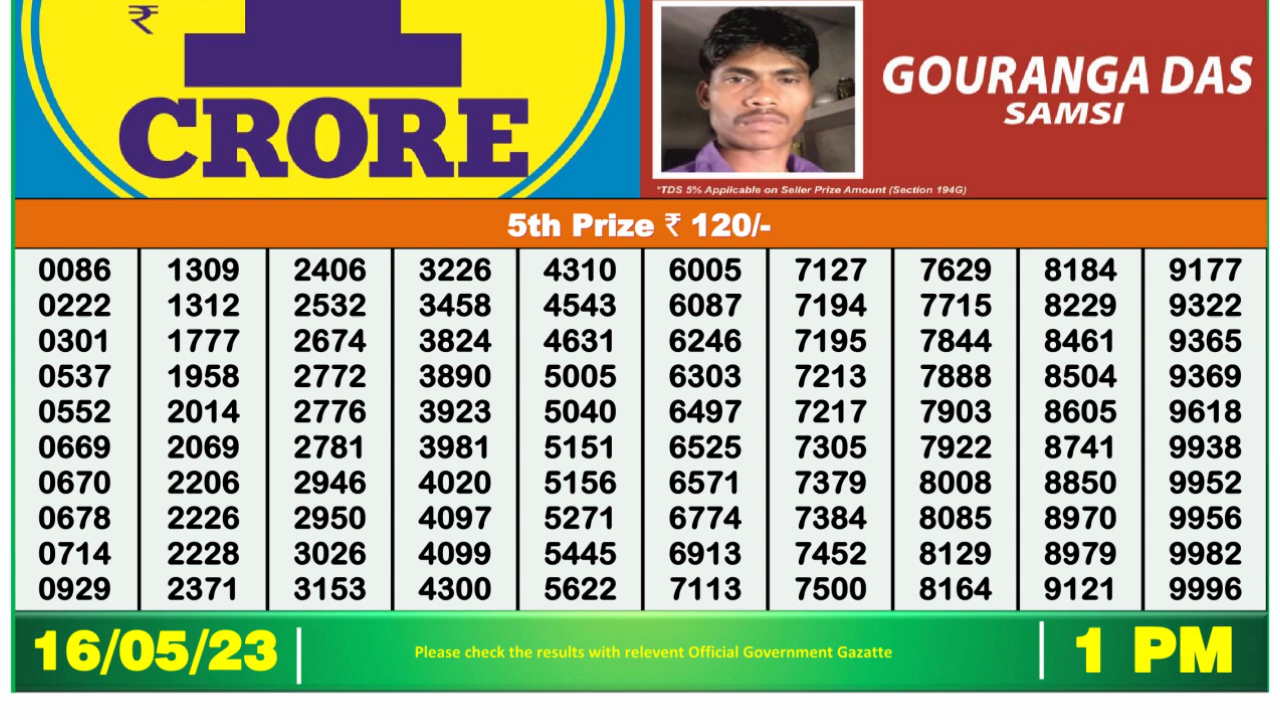 ₹
1
CRORE
GOURANGA DAS
SAMSI
*TDS 5% Applicable on Seller Prize Amount (Section 194G)
5th Prize ₹ 120/-
0086 1309 2406 3226 4310 6005 7127 7629 8184 9177
0222 1312 2532 3458 4543 6087 7194 7715 8229 9322
0301 1777 2674 3824 4631 6246 7195 7844 8461 9365
0537 1958 2772 3890 5005 6303 7213 7888 8504 9369
0552 2014 2776 3923 5040 6497 7217 7903 8605 9618
0669 2069 2781 3981 5151 6525 7305 7922 8741 9938
0670 2206 2946 4020 5156 6571 7379 8008 8850 9952
0678 2226 2950 4097 5271 6774 7384 8085 8970 9956
0714 2228 3026 4099 5445 6913 7452 8129 8979 9982
0929 2371 3153 4300 5622 7113 7500 8164 9121 9996
16/05/23 Please check the results with relevent Official Government Gazatte 1 PM